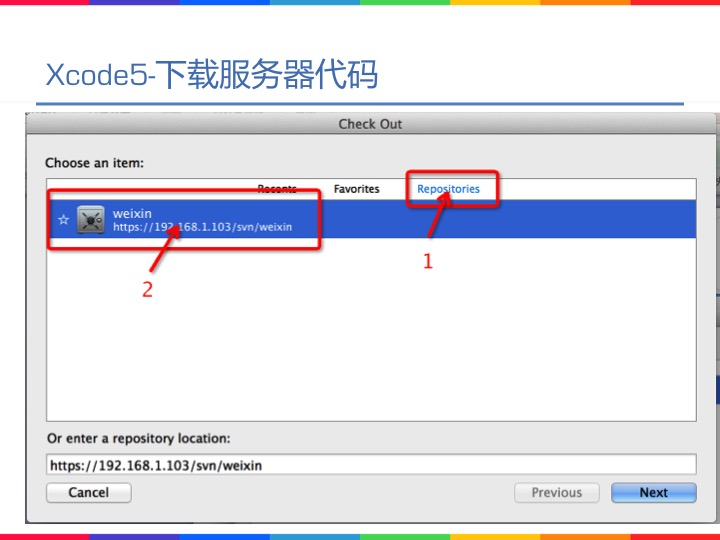 Xcode5-下载服务器代码
Check Out
Choose an item:
Recents Favorites Repositories
weixin
https://192.168.1.103/svn/weixin
1
2
Or enter a repository location:
https://192.168.1.103/svn/weixin
Cancel Previous Next